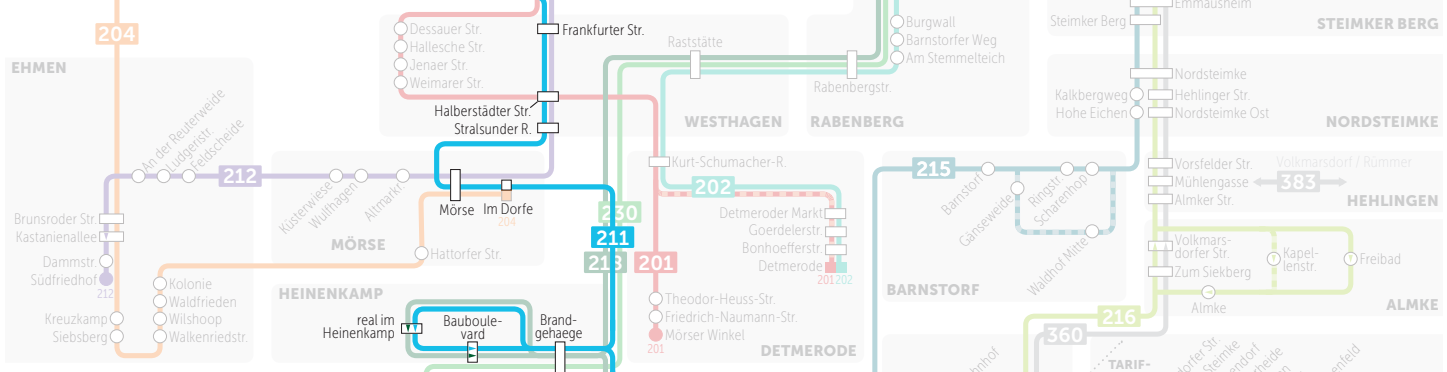 204
EHMEN
An der Reuterweide
Ludgeristr.
Feldscheide
212
Brunsroder Str.
Kastanienallee
Dammstr.
Südfriedhof
212
Kreuzkamp
Siebsberg
Kolonie
Waldfrieden
Wilshoop
Walkenriedstr.
Küsterwiese
Wulfhagen
Altmarkt
MÖRSE
Hattorfer Str.
Mörse
Im Dorfe
204
Dessauer Str.
Hallesche Str.
Jenaer Str.
Weimarer Str.
Frankfurter Str.
Halberstädter Str.
Stralsunder R.
WESTHAGEN
Raststätte
Burgwall
Barnstorfer Weg
Am Stemmelteich
Rabenbergstr.
RABENBERG
230
211
213
201
202
Kurt-Schumacher-R.
Detmeroder Markt
Goerdelerstr.
Bonhoefferstr.
Detmerode
201
202
Theodor-Heuss-Str.
Friedrich-Naumann-Str.
Mörser Winkel
201
DETMERODE
HEINENKAMP
real im
Heinenkamp
Bauboule-
vard
Brand-
gehaege
Emmausheim
Steimker Berg
STEIMKER BERG
Nordsteimke
Kalkbergweg
Hehlinger Str.
Hohe Eichen
Nordsteimke Ost
NORDSTEIMKE
215
Barnstorf
Gänseweide
Ringstr.
Scharenhop
Waldhof Mitte
BARNSTORF
Vorsfelder Str.
Mühlengasse
Almker Str.
Volkmarsdorf / Rümmer
383
HEHLINGEN
Volkmars-
dorfer Str.
Zum Siekberg
Kapel-
lenstr.
Freibad
Almke
ALMKE
216
360
TARIF-